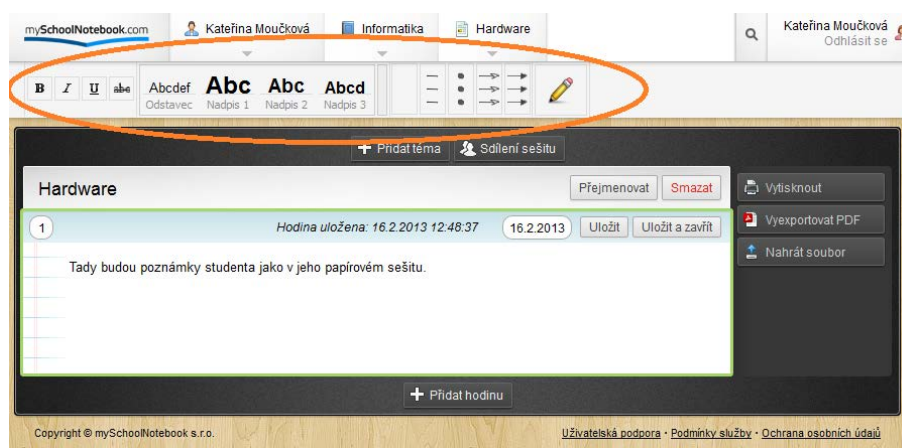 mySchoolNotebook.com
Kateřina Moučková
Informatika
Hardware
Kateřina Moučková
Odhlásit se
B I U abc
Abcdef Abc Abc Abcd
Odstavec Nadpis 1 Nadpis 2 Nadpis 3
Přidat téma
Sdílení sešitu
Hardware
Přejmenovat
Smazat
Vytisknout
1
Hodina uložena: 16.2.2013 12:48:37
16.2.2013
Uložit
Uložit a zavřít
Vyexportovat PDF
Nahrát soubor
Tady budou poznámky studenta jako v jeho papírovém sešitu.
Přidat hodinu
Copyright © mySchoolNotebook s.r.o.
Uživatelská podpora - Podmínky služby - Ochrana osobních údajů